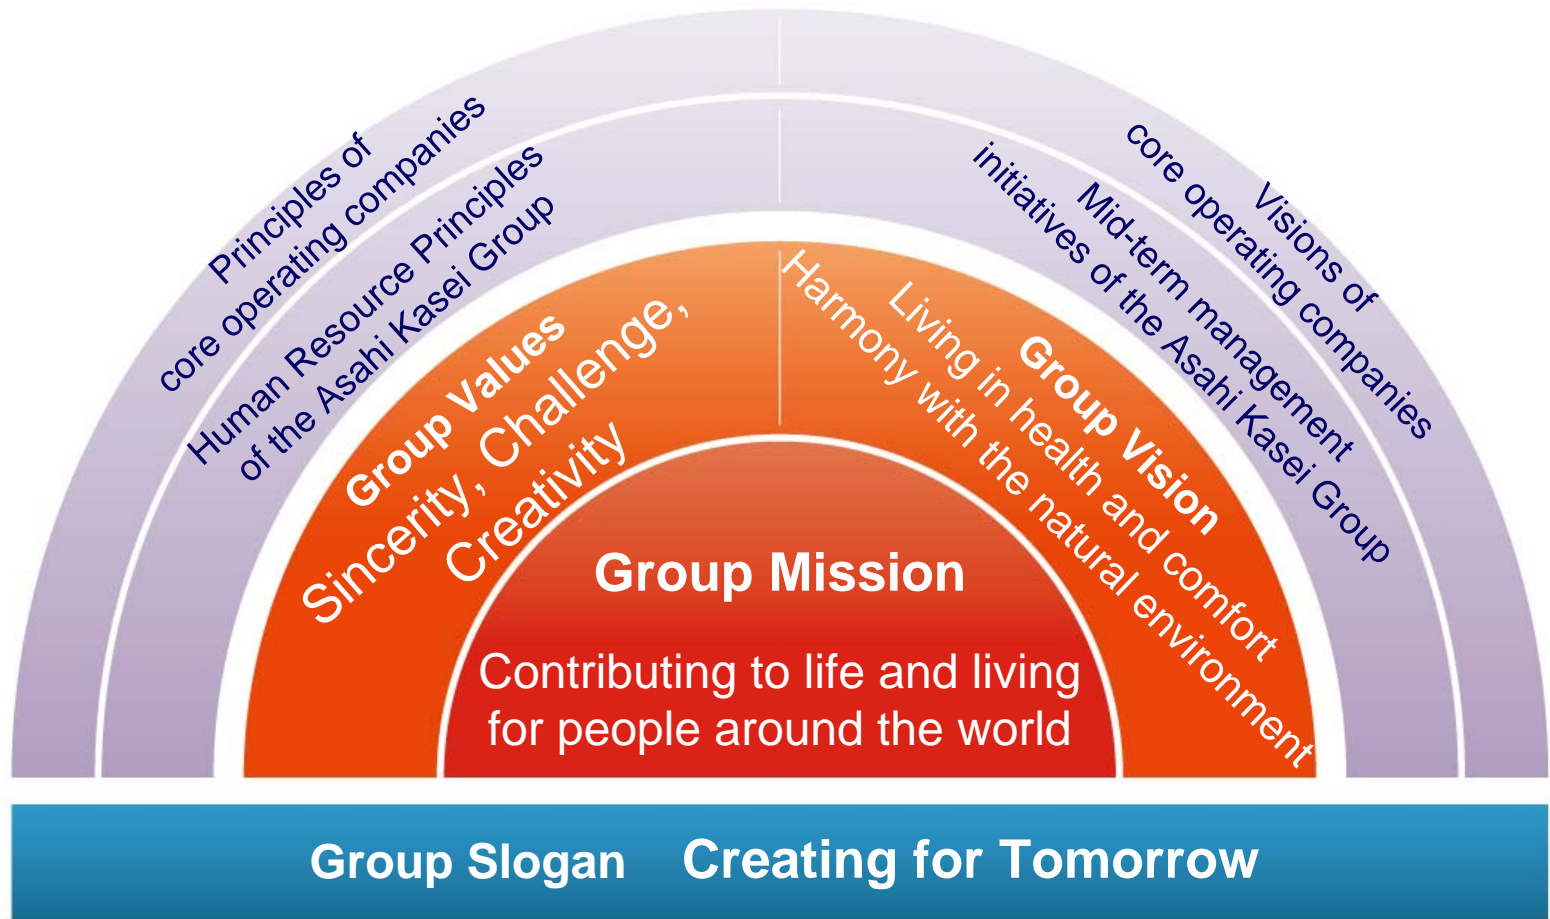 Principles of
core operating companies
Human Resource Principles
of the Asahi Kasei Group
Visions of
core operating companies
Mid-term management
initiatives of the Asahi Kasei Group
Group Values
Sincerity, Challenge,
Creativity
Group Vision
Living in health and comfort
Harmony with the natural environment
Group Mission
Contributing to life and living
for people around the world
Group Slogan Creating for Tomorrow